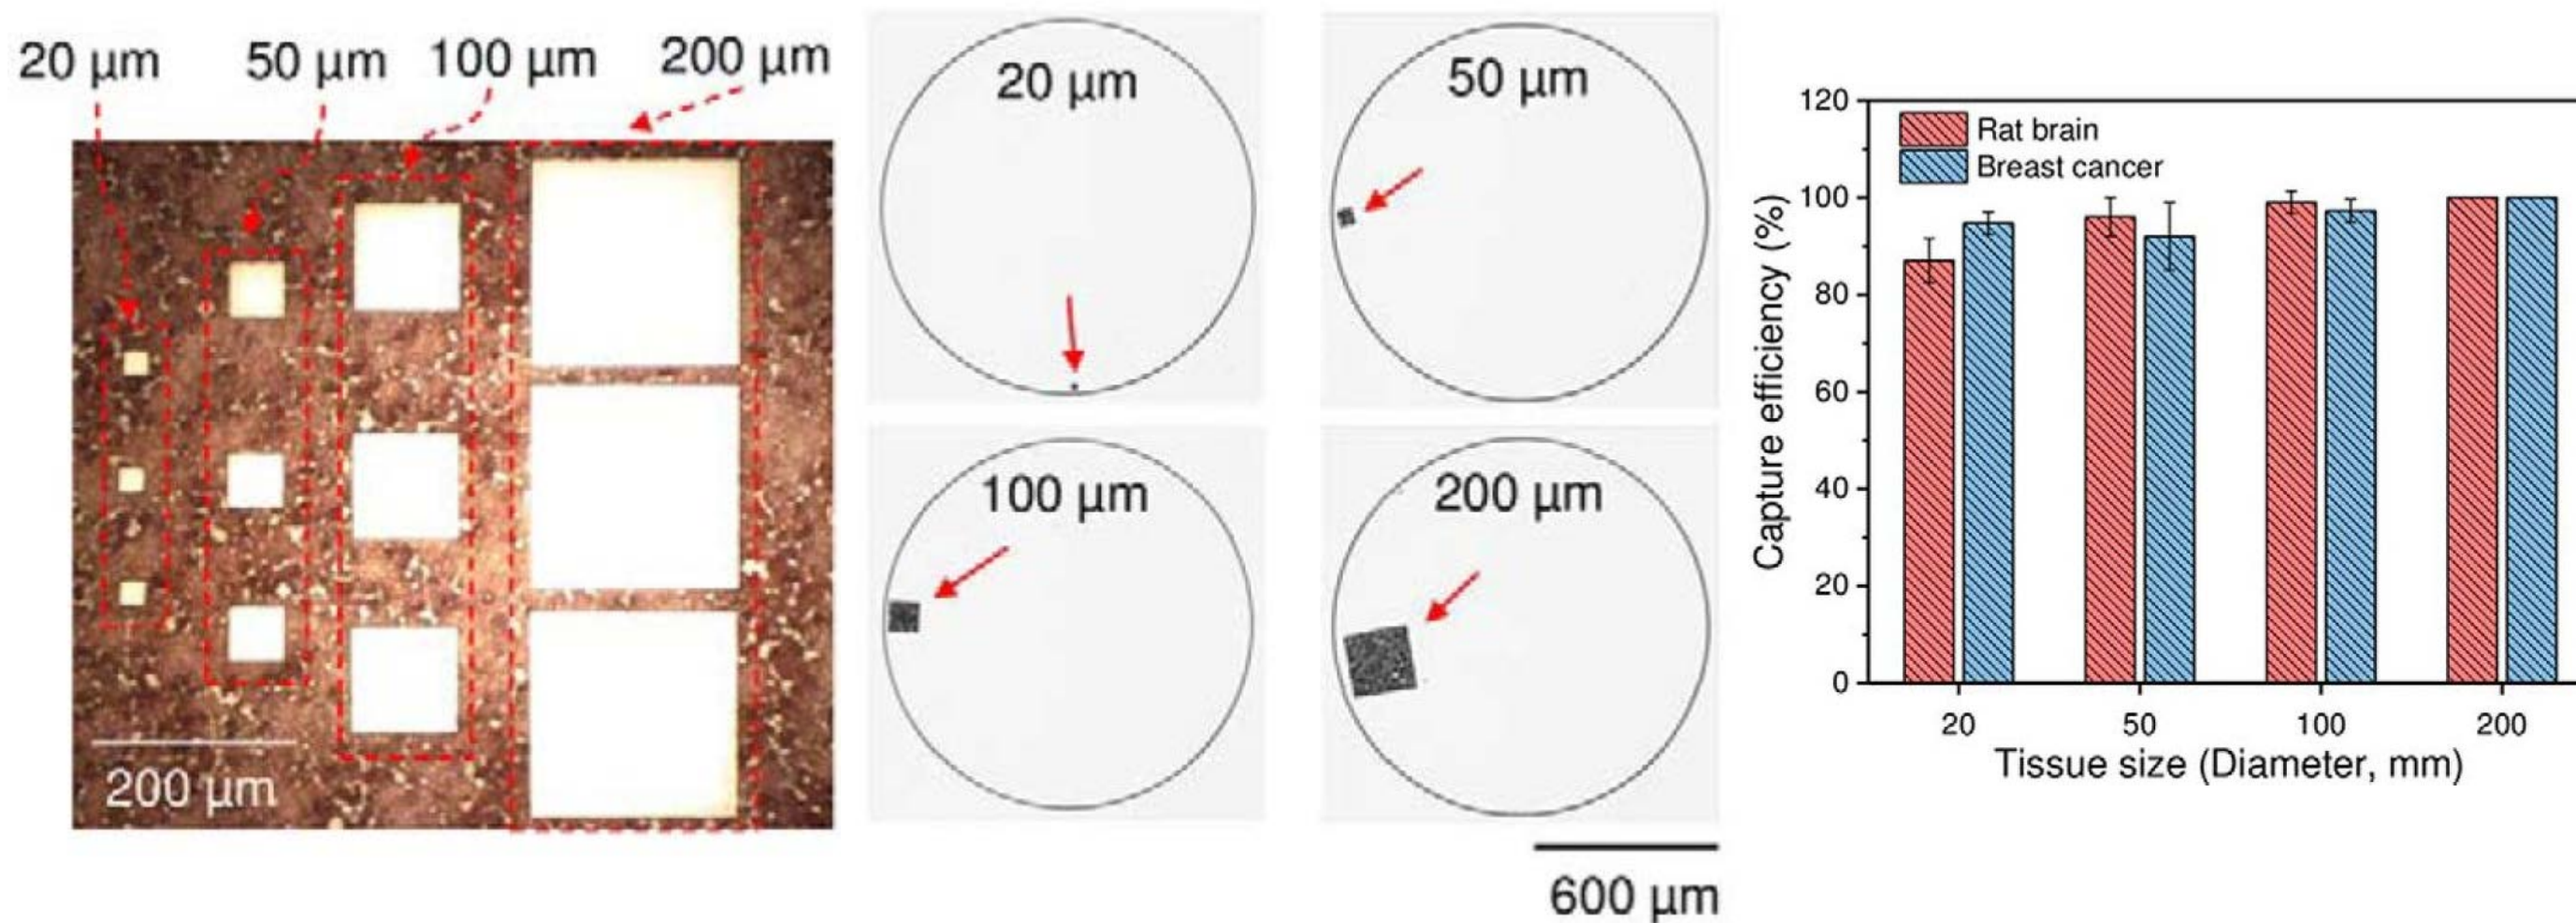 20 µm
50 µm
100 µm
200 µm
200 µm
20 µm
50 µm
100 µm
200 µm
600 µm
120
100
80
60
40
20
0
Capture efficiency (%)
Rat brain
Breast cancer
20
50
100
200
Tissue size (Diameter, mm)